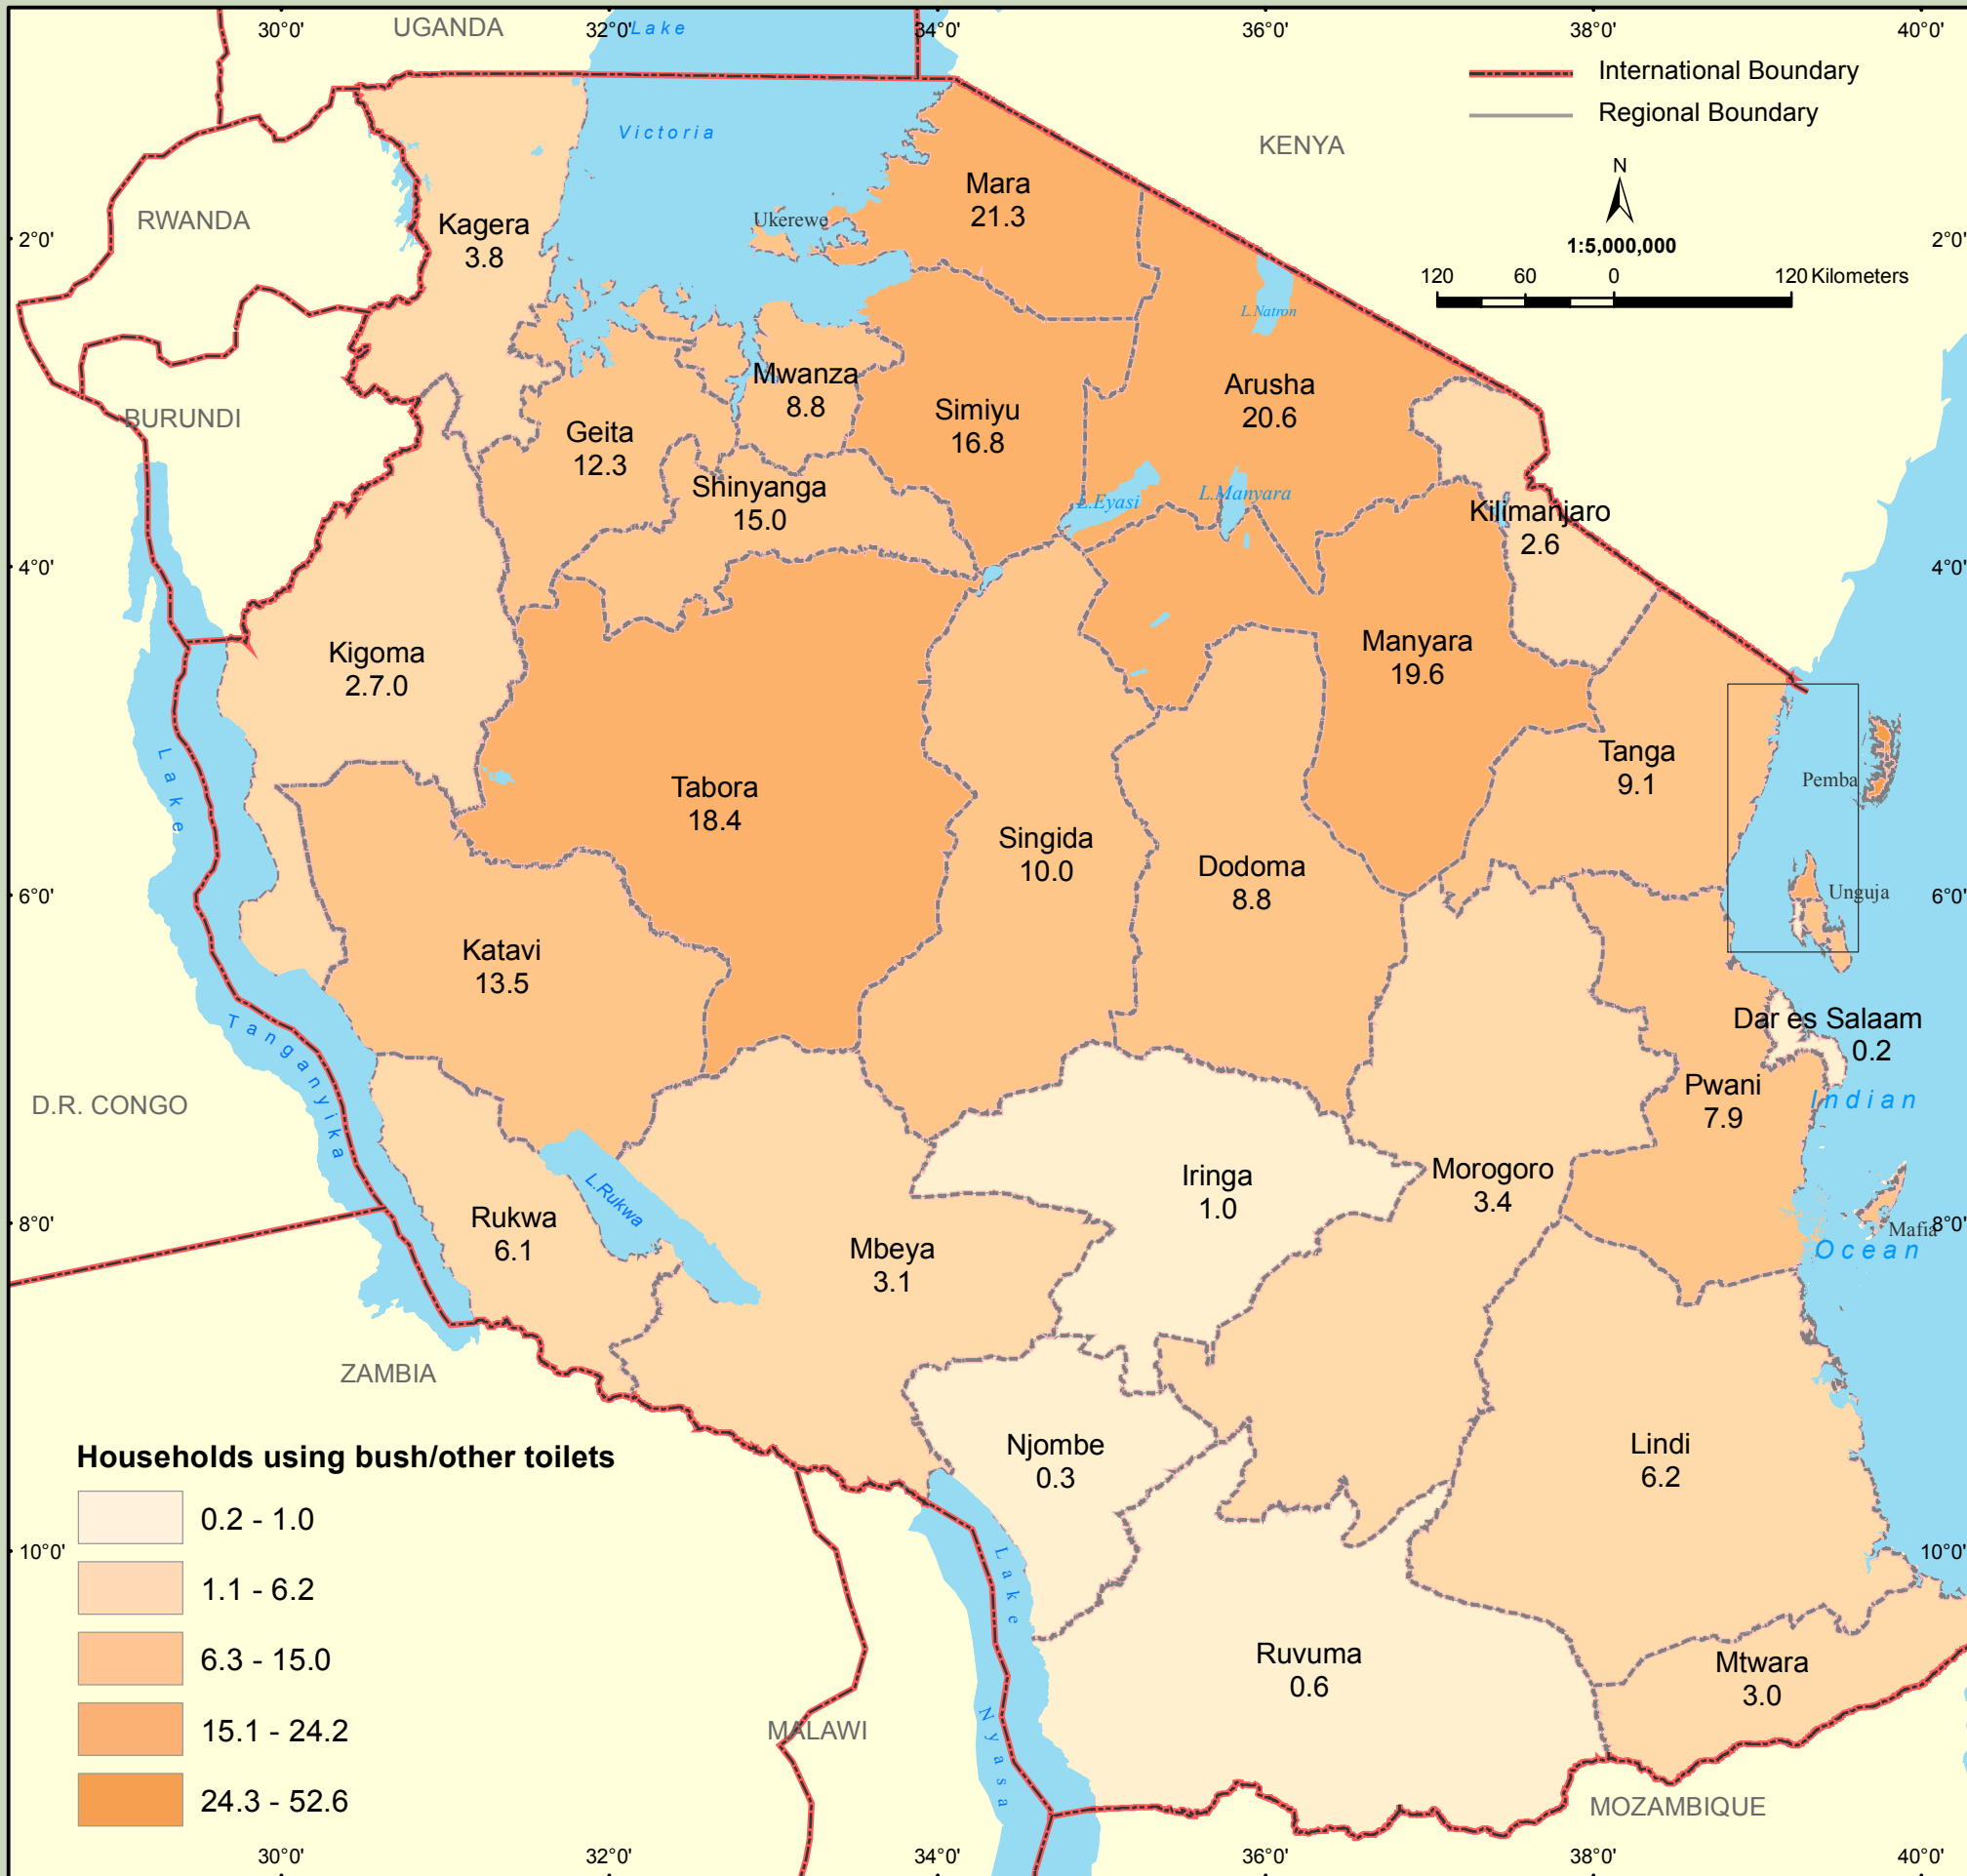 30°0'
UGANDA
32°0'
Lake
34°0'
36°0'
38°0'
40°0'
International Boundary
Regional Boundary
KENYA
Victoria
N
1:5,000,000
120 60 0 120 Kilometers
RWANDA
Mara
21.3
Ukerewe
Kagera
3.8
2°0'
2°0'
L.Natron
BURUNDI
Mwanza
8.8
Arusha
20.6
Simiyu
16.8
Geita
12.3
Shinyanga
15.0
L.Eyasi
L.Manyara
Kilimanjaro
2.6
4°0'
4°0'
Kigoma
2.7.0
Manyara
19.6
Lake
Tabora
18.4
Tanga
9.1
Pemba
Singida
10.0
Dodoma
8.8
Unguja
6°0'
6°0'
Katavi
13.5
Tanganyika
Dar es Salaam
0.2
D.R. CONGO
Pwani
7.9
Indian
Iringa
1.0
Morogoro
3.4
L.Rukwa
Rukwa
6.1
8°0'
8°0'
Mafia
Mbeya
3.1
Ocean
ZAMBIA
Njombe
0.3
Lindi
6.2
Households using bush/other toilets
0.2 - 1.0
1.1 - 6.2
6.3 - 15.0
15.1 - 24.2
24.3 - 52.6
10°0'
10°0'
Lake
Nyasa
Ruvuma
0.6
Mtwara
3.0
MALAWI
MOZAMBIQUE
30°0'
32°0'
34°0'
36°0'
38°0'
40°0'